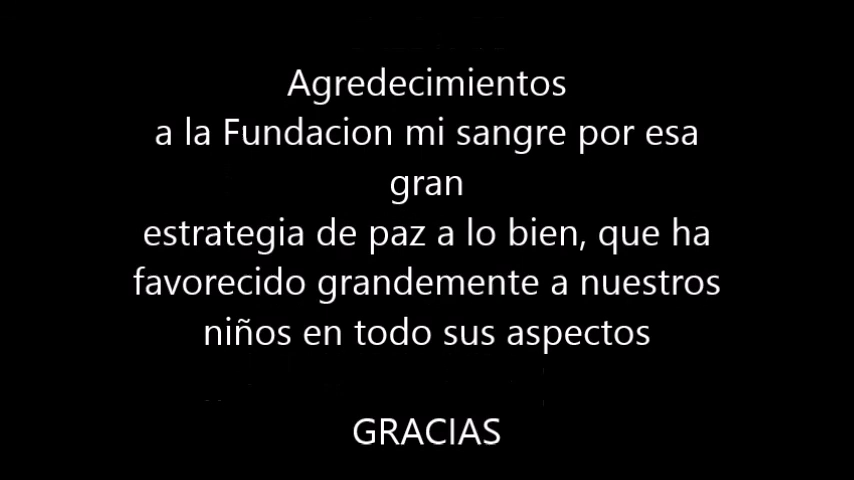 Agredecimientos
a la Fundacion mi sangre por esa
gran
estrategia de paz a lo bien, que ha
favorecido grandemente a nuestros
niños en todo sus aspectos
GRACIAS